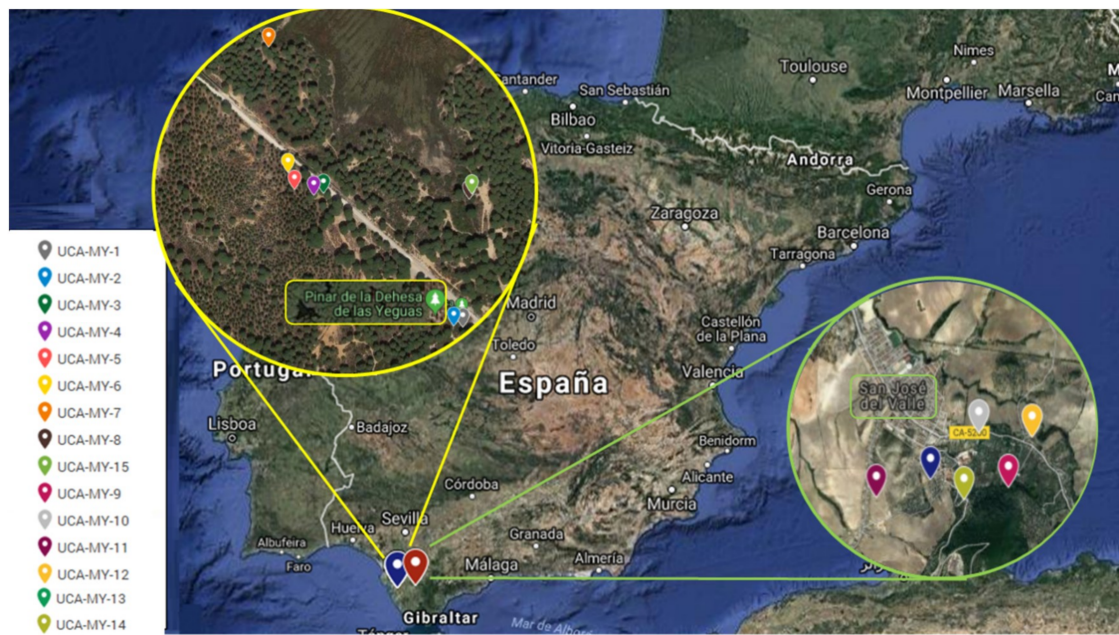 Nimes
Toulouse
Montpellier
Marsella
Santander
San Sebastián
Bilbao
Vitoria-Gasteiz
Andorra
Gerona
Zaragoza
Barcelona
Tarragona
Pinar de la Dehesa
de las Yeguas
Madrid
Toledo
Castellón
de la Plana
España
Valencia
Lisboa
Badajoz
Benidorm
Alicante
Murcia
Córdoba
Huelva
Sevilla
Granada
Albufeira
Faro
Málaga
Almería
Gibraltar
San José
del Valle
CA-5200
UCA-MY-1
UCA-MY-2
UCA-MY-3
UCA-MY-4
UCA-MY-5
UCA-MY-6
UCA-MY-7
UCA-MY-8
UCA-MY-15
UCA-MY-9
UCA-MY-10
UCA-MY-11
UCA-MY-12
UCA-MY-13
UCA-MY-14